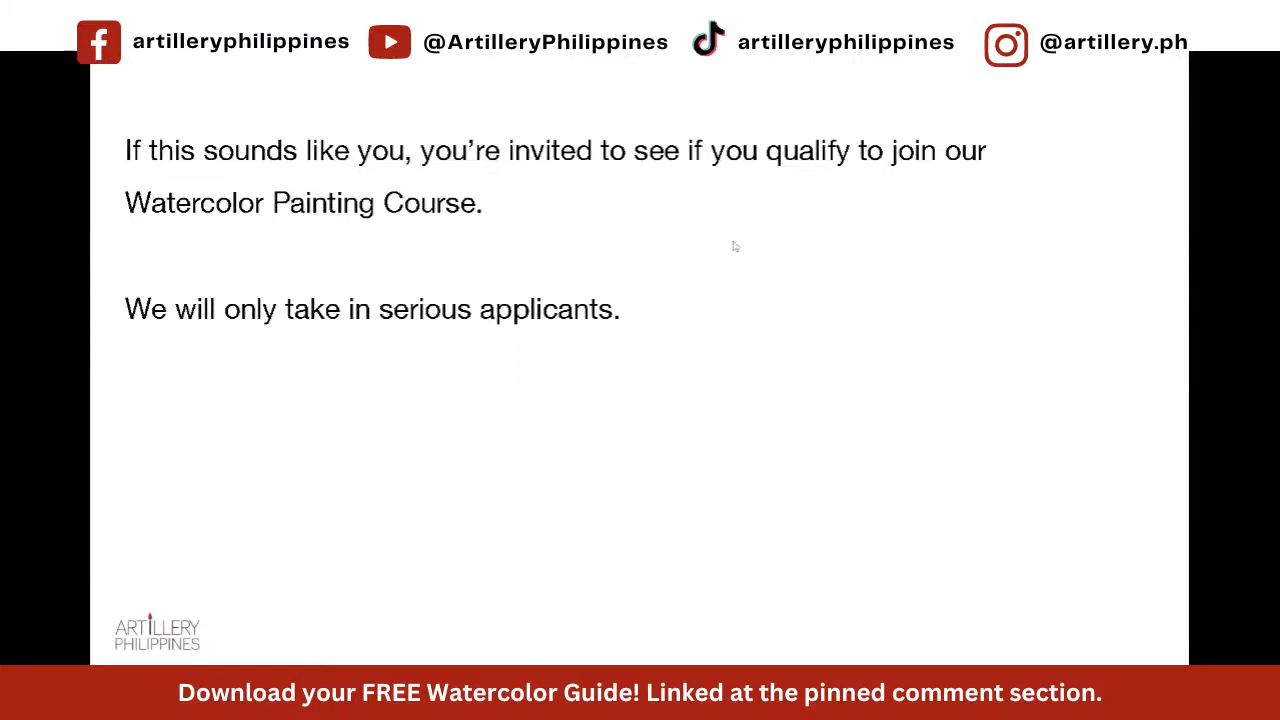 artilleryphilippines @ArtilleryPhilippines artilleryphilippines @artillery.ph
If this sounds like you, you're invited to see if you qualify to join our
Watercolor Painting Course.
We will only take in serious applicants.
ARTILLERY
PHILIPPINES
Download your FREE Watercolor Guide! Linked at the pinned comment section.